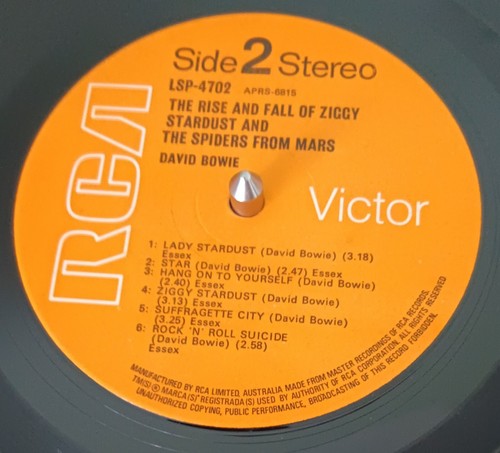 Side 2 Stereo
LSP-4702 APRS-6815
THE RISE AND FALL OF ZIGGY
STARDUST AND
THE SPIDERS FROM MARS
DAVID BOWIE
RCA
Victor
1: LADY STARDUST (David Bowie) (3.18)
Essex
2: STAR (David Bowie) (2.47) Essex
3: HANG ON TO YOURSELF (David Bowie)
(2.40) Essex
4: ZIGGY STARDUST (David Bowie)
(3.13) Essex
5: SUFFRAGETTE CITY (David Bowie)
(3.25) Essex
6: ROCK 'N' ROLL SUICIDE
(David Bowie) (2.58)
Essex
MANUFACTURED BY RCA LIMITED, AUSTRALIA MADE FROM MASTER RECORDINGS OF RCA RECORDS.
TM(S) ® MARCA(S) REGISTRADA(S) USED BY AUTHORITY OF RCA CORPORATION. ALL RIGHTS RESERVED
UNAUTHORIZED COPYING, PUBLIC PERFORMANCE, BROADCASTING OF THIS RECORD FORBIDDEN.